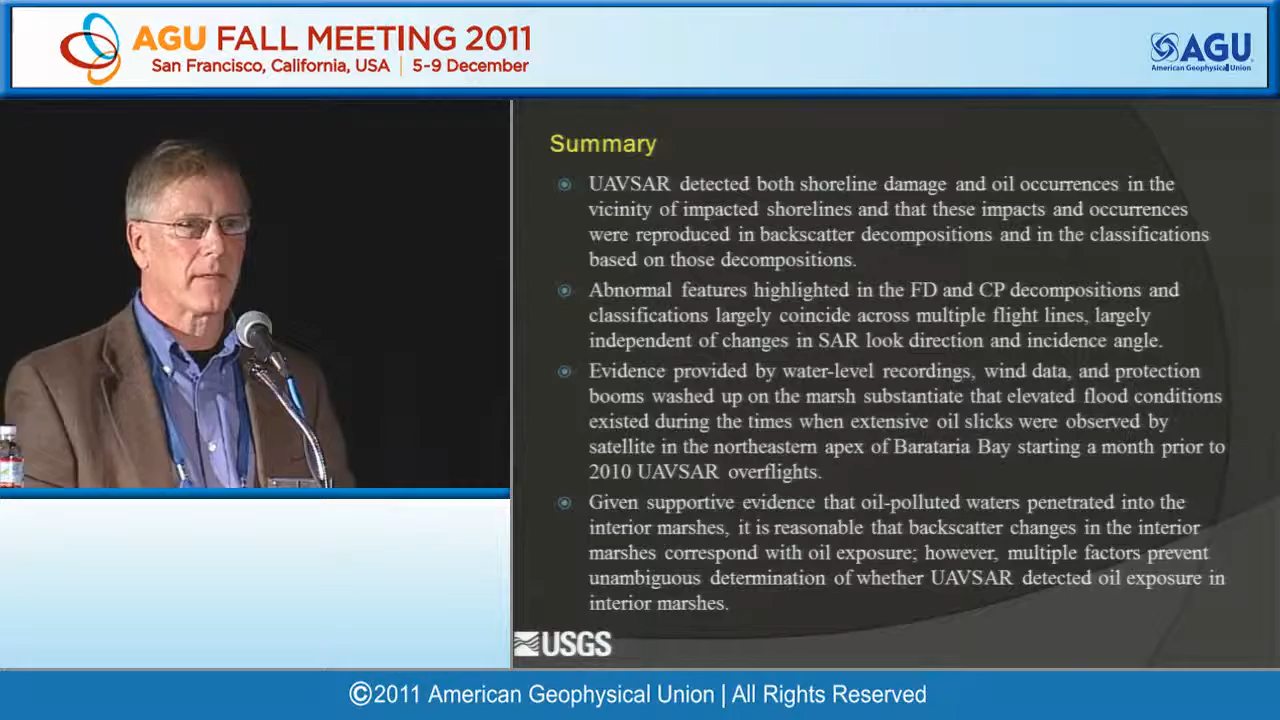 AGU FALL MEETING 2011
San Francisco, California, USA | 5-9 December
AGU
American Geophysical Union
Summary
UAVSAR detected both shoreline damage and oil occurrences in the
vicinity of impacted shorelines and that these impacts and occurrences
were reproduced in backscatter decompositions and in the classifications
based on those decompositions.
Abnormal features highlighted in the FD and CP decompositions and
classifications largely coincide across multiple flight lines, largely
independent of changes in SAR look direction and incidence angle.
Evidence provided by water-level recordings, wind data, and protection
booms washed up on the marsh substantiate that elevated flood conditions
existed during the times when extensive oil slicks were observed by
satellite in the northeastern apex of Barataria Bay starting a month prior to
2010 UAVSAR overflights.
Given supportive evidence that oil-polluted waters penetrated into the
interior marshes, it is reasonable that backscatter changes in the interior
marshes correspond with oil exposure; however, multiple factors prevent
unambiguous determination of whether UAVSAR detected oil exposure in
interior marshes.
USGS
©2011 American Geophysical Union | All Rights Reserved